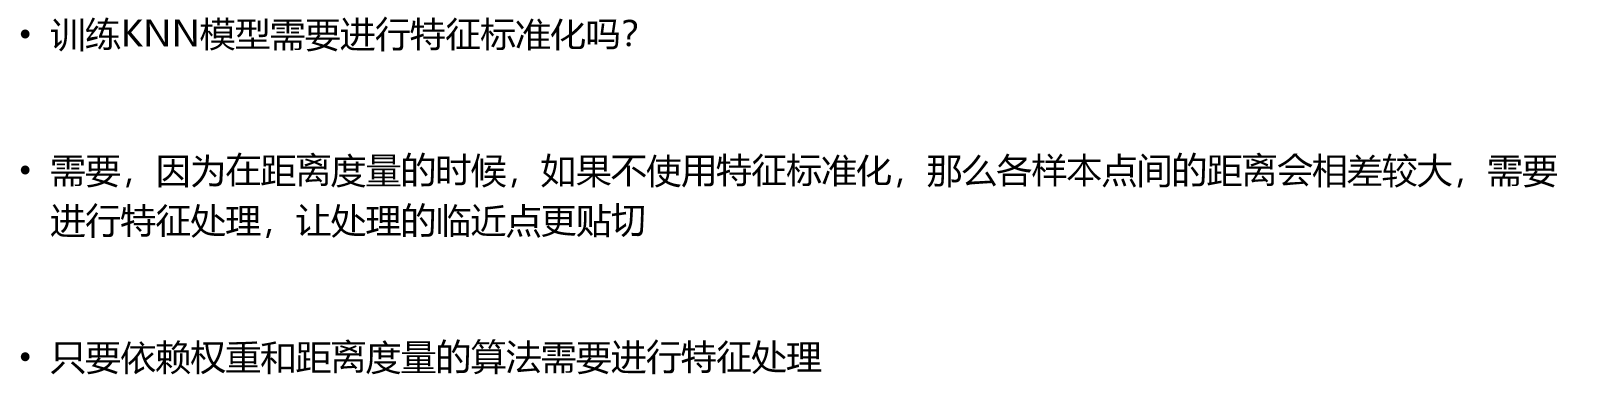 • 训练KNN模型需要进行特征标准化吗？
• 需要，因为在距离度量的时候，如果不使用特征标准化，那么各样本点间的距离会相差较大，需要
进行特征处理，让处理的临近点更贴切
• 只要依赖权重和距离度量的算法需要进行特征处理